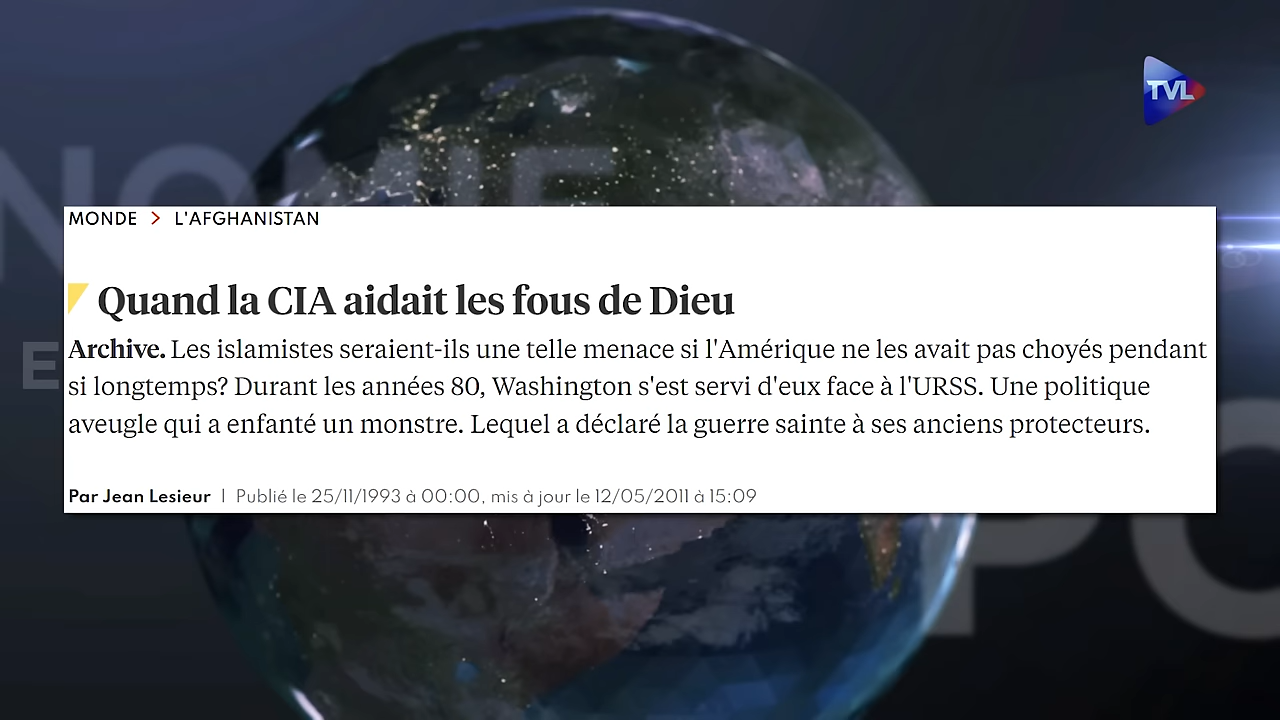 TVL
NOMIE
MONDE > L'AFGHANISTAN
Quand la CIA aidait les fous de Dieu
Archive. Les islamistes seraient-ils une telle menace si l'Amérique ne les avait pas choyés pendant
si longtemps? Durant les années 80, Washington s'est servi d'eux face à l'URSS. Une politique
aveugle qui a enfanté un monstre. Lequel a déclaré la guerre sainte à ses anciens protecteurs.
Par Jean Lesieur | Publié le 25/11/1993 à 00:00, mis à jour le 12/05/2011 à 15:09